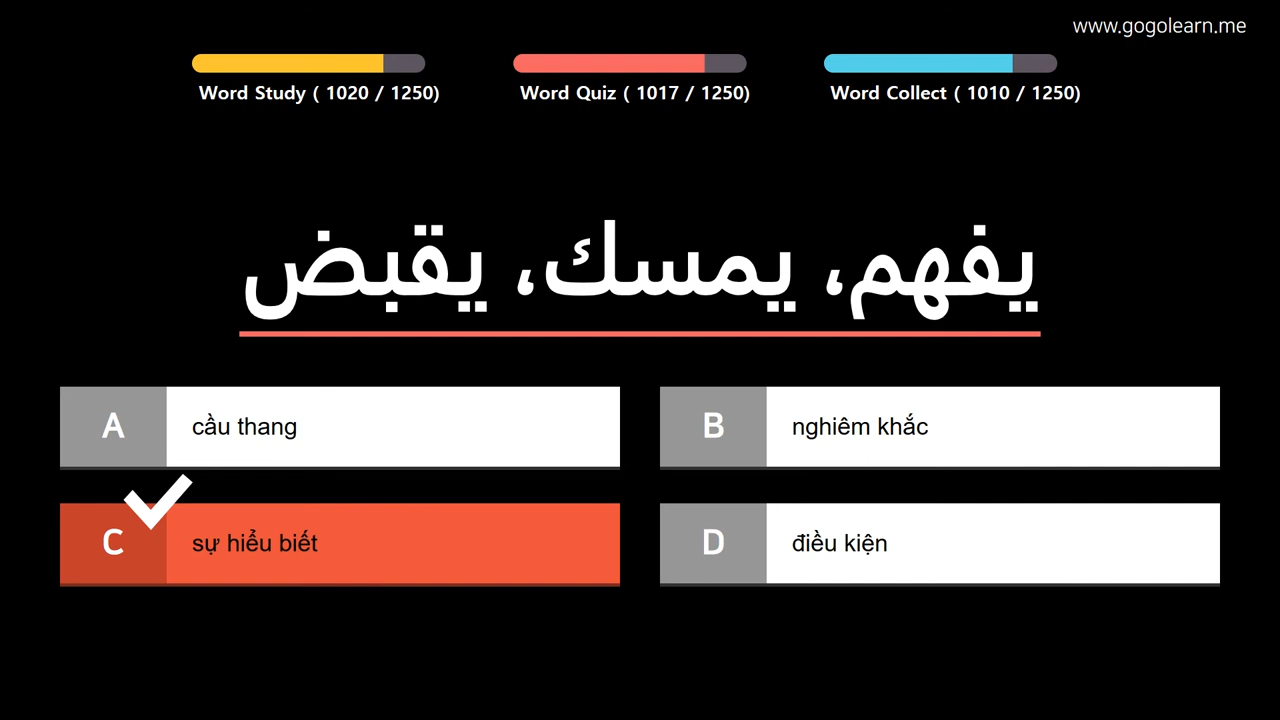 www.gogolearn.me
Word Study ( 1020 / 1250)
Word Quiz ( 1017 / 1250)
Word Collect ( 1010 / 1250)
يفهم، يمسك، يقبض
A
cầu thang
B
nghiêm khắc
C
sự hiểu biết
D
điều kiện